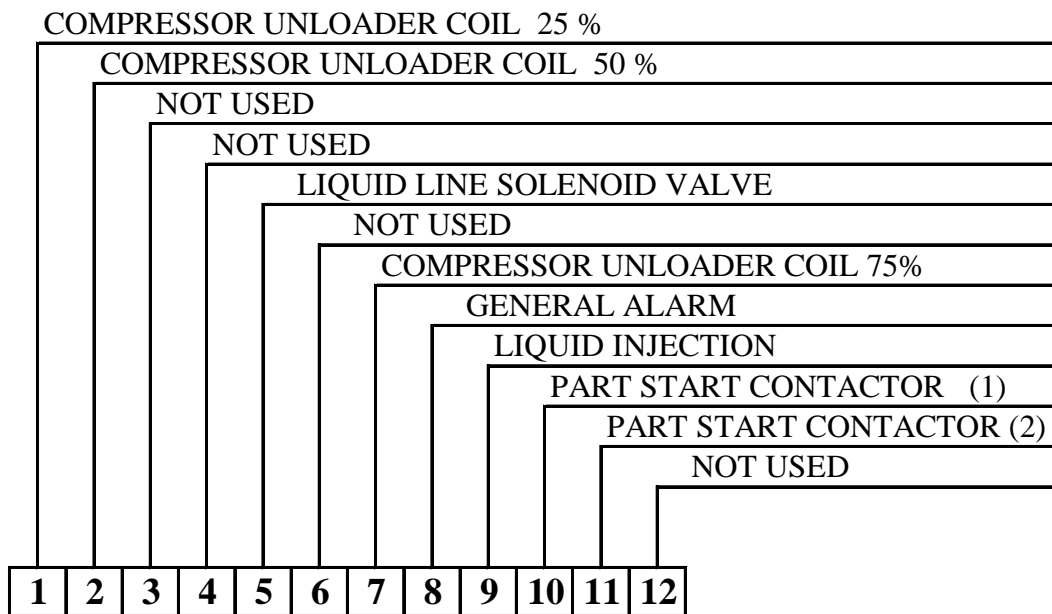 COMPRESSOR UNLOADER COIL 25 %
COMPRESSOR UNLOADER COIL 50 %
NOT USED
NOT USED
LIQUID LINE SOLENOID VALVE
NOT USED
COMPRESSOR UNLOADER COIL 75%
GENERAL ALARM
LIQUID INJECTION
PART START CONTACTOR (1)
PART START CONTACTOR (2)
NOT USED
1 2 3 4 5 6 7 8 9 10 11 12